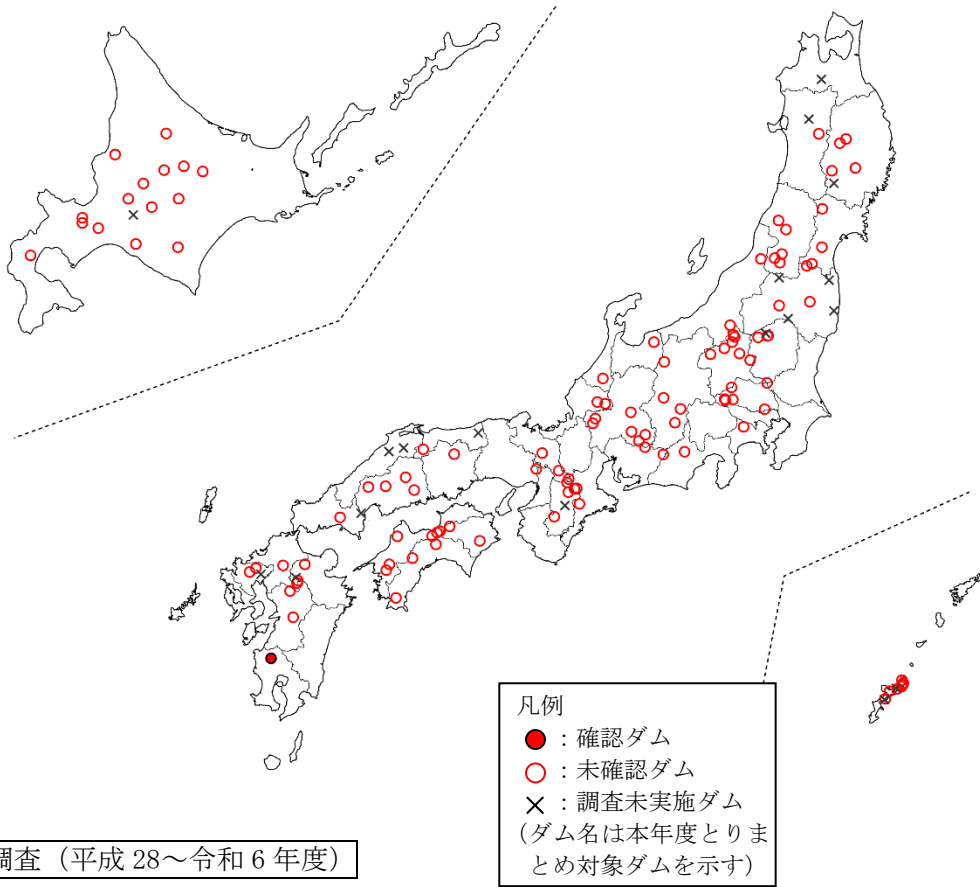 凡例
：確認ダム
：未確認ダム
：調査未実施ダム
(ダム名は本年度とりま
とめ対象ダムを示す)
調査（平成 28～令和 6 年度）